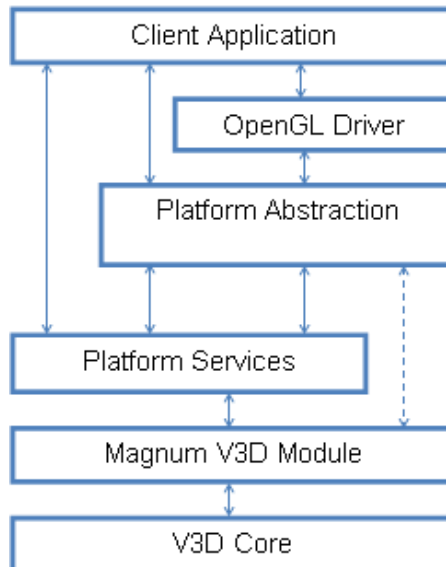 Client Application
OpenGL Driver
Platform Abstraction
Platform Services
Magnum V3D Module
V3D Core